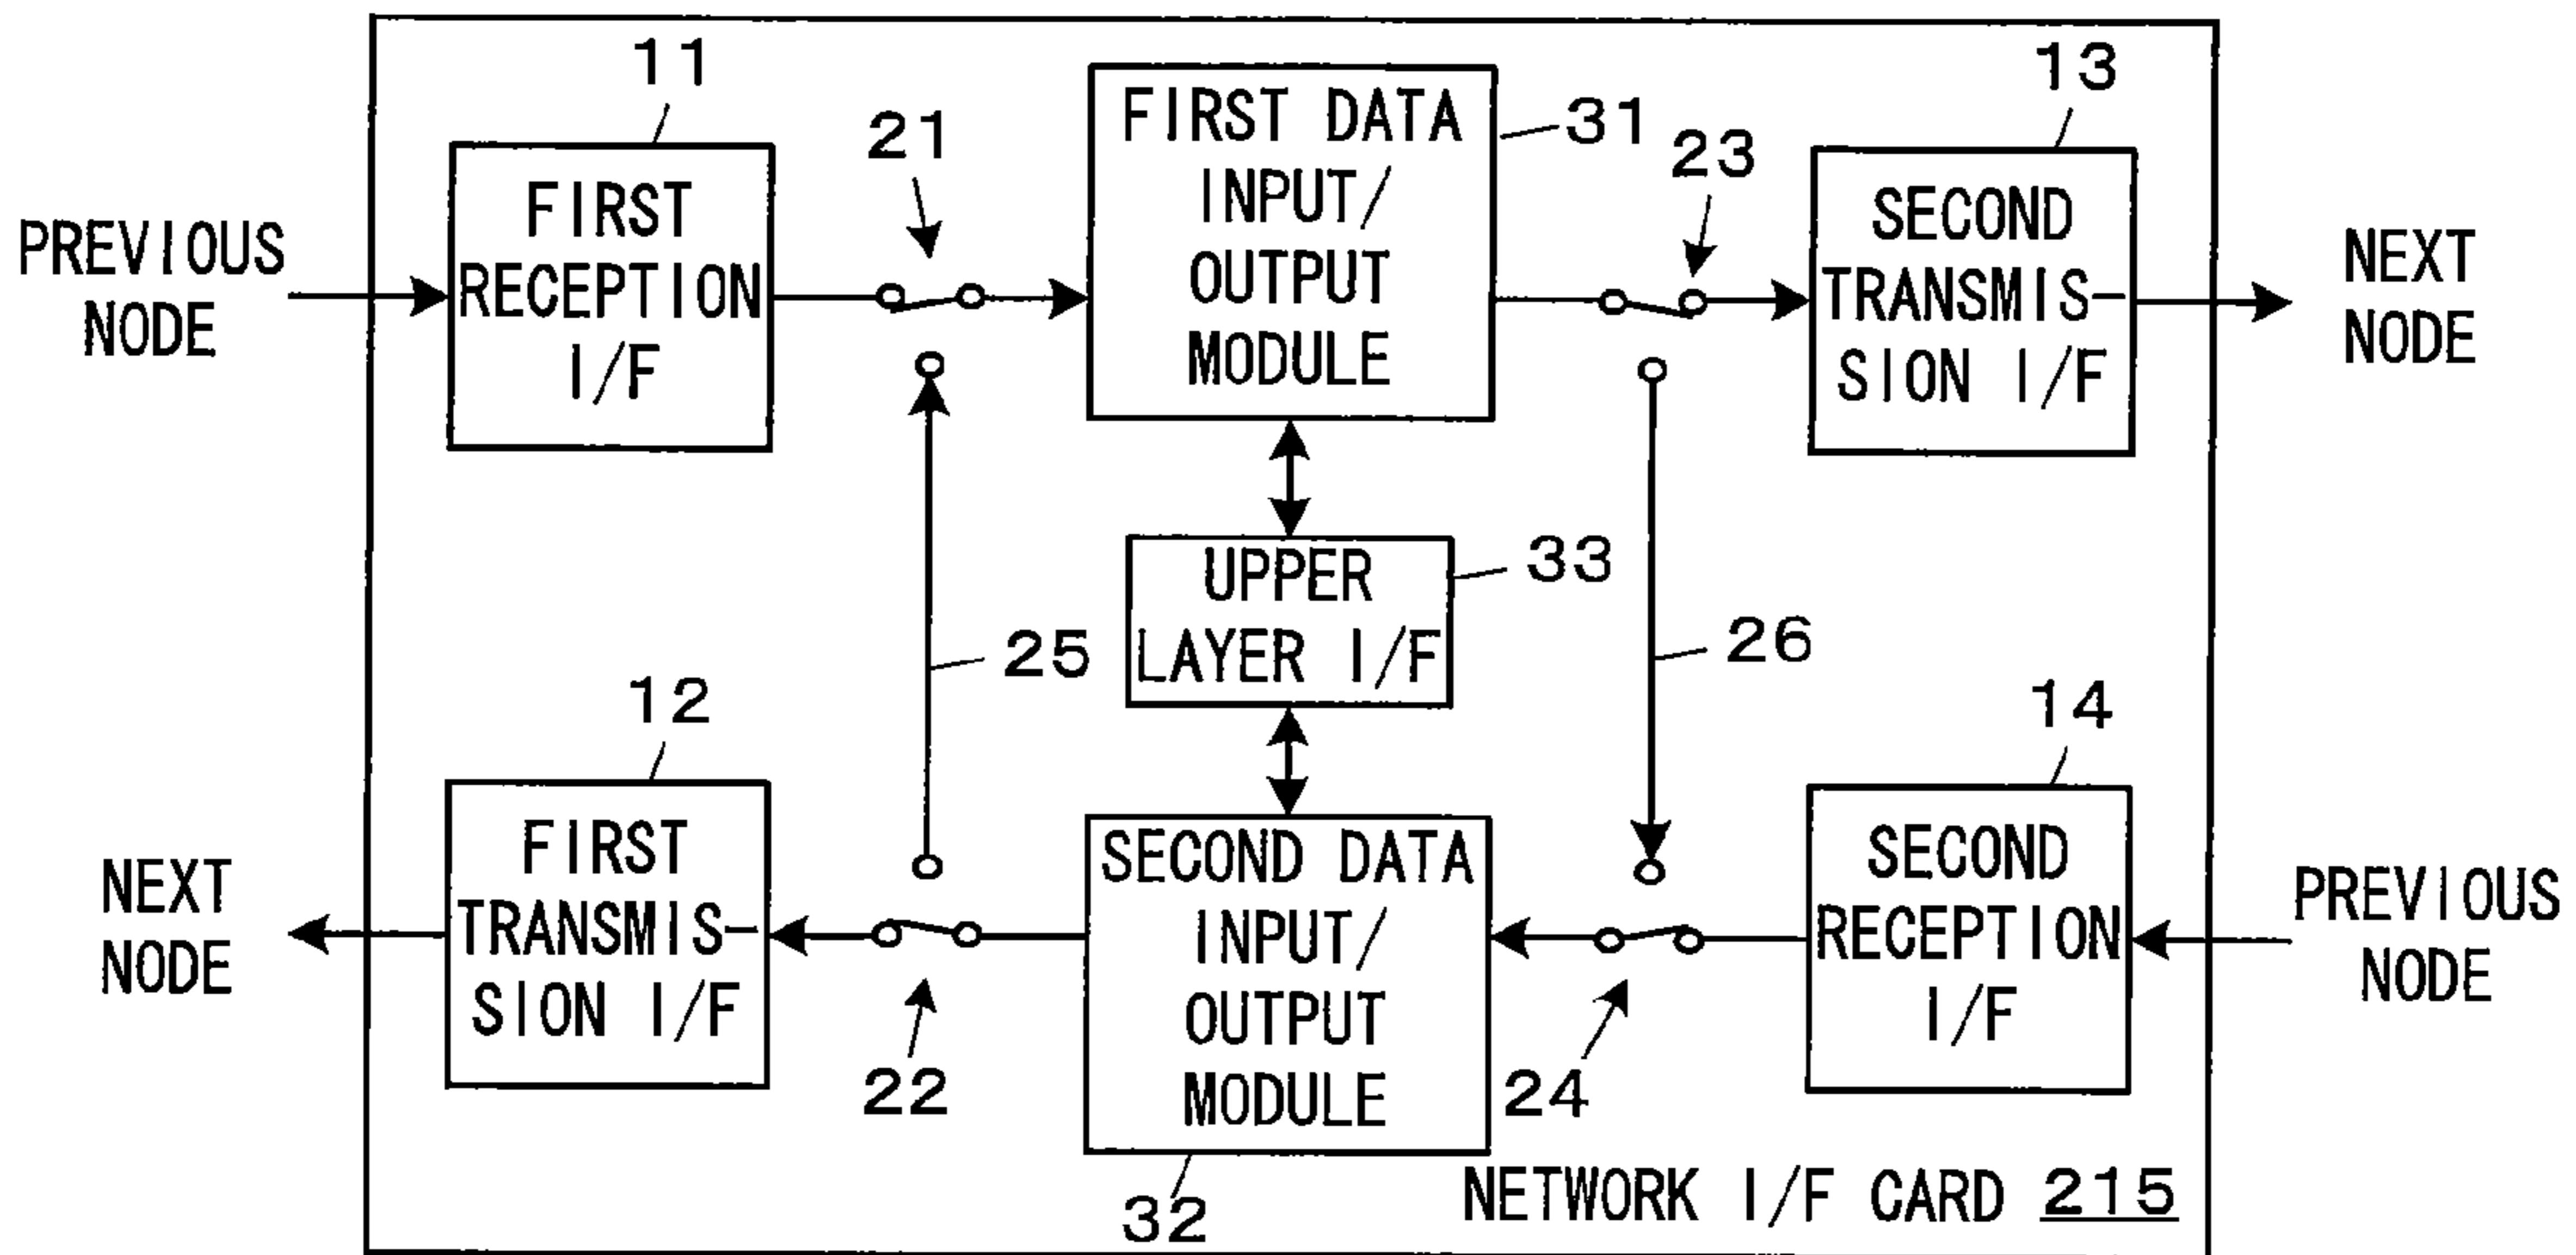 11
FIRST
RECEPTION
I/F
21
FIRST DATA
INPUT/
OUTPUT
MODULE
31
23
13
SECOND
TRANSMIS-
SION I/F
PREVIOUS
NODE
NEXT
NODE
UPPER
LAYER I/F
33
25
26
12
FIRST
TRANSMIS-
SION I/F
22
SECOND DATA
INPUT/
OUTPUT
MODULE
32
24
14
SECOND
RECEPTION
I/F
NEXT
NODE
PREVIOUS
NODE
NETWORK I/F CARD 215